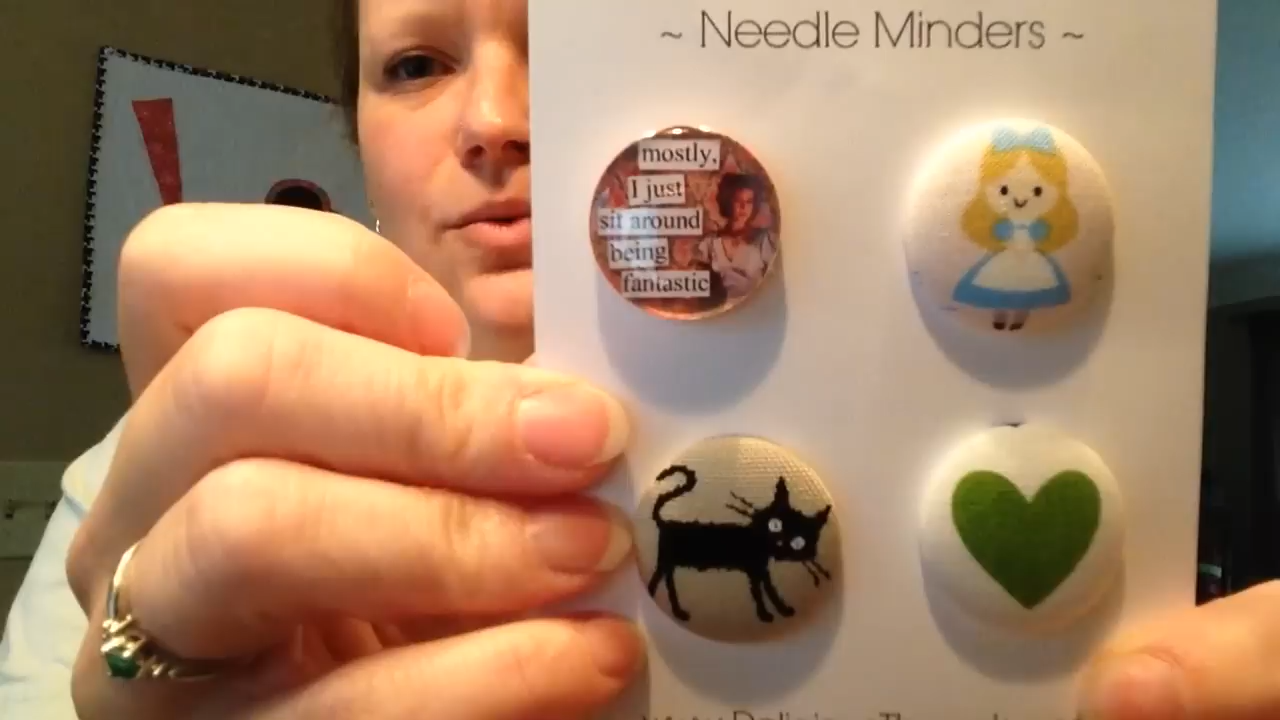 ~ Needle Minders ~
mostly,
I just
sit around
being
fantastic